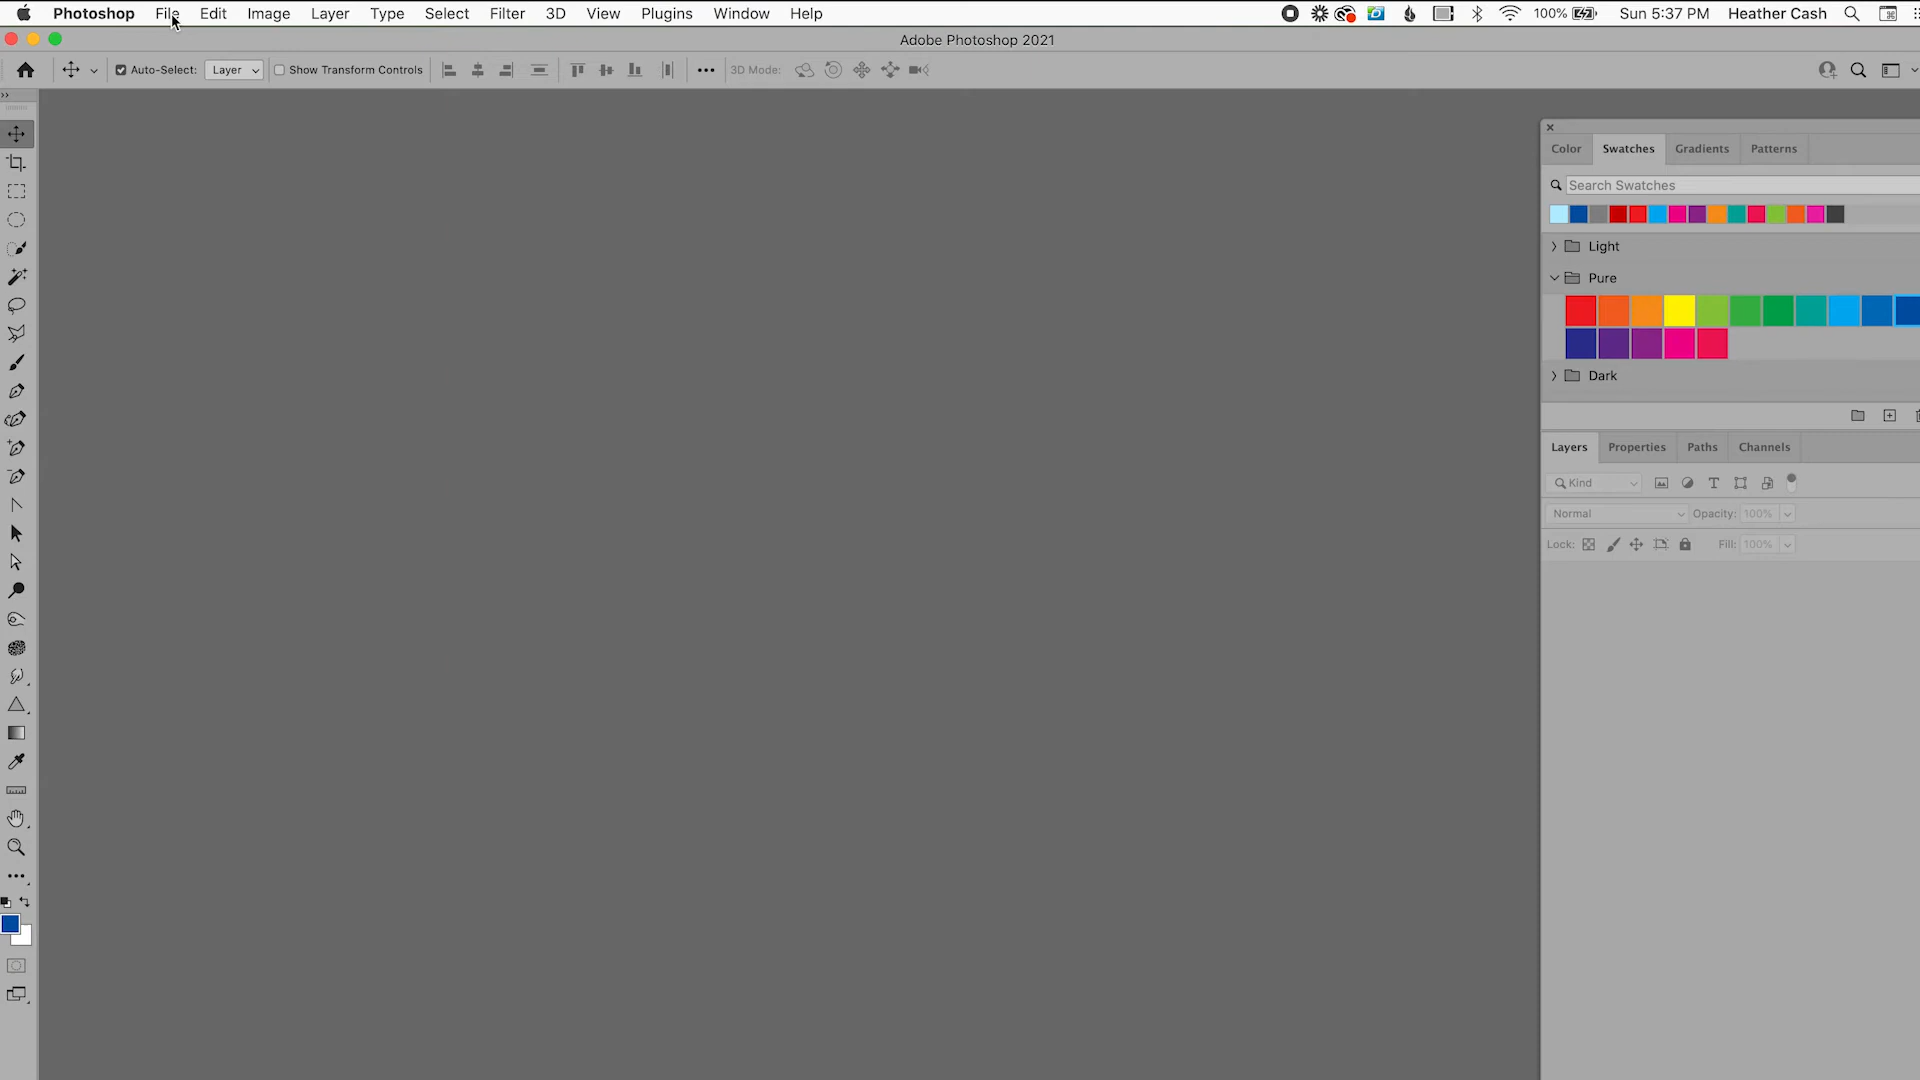 Photoshop File Edit Image Layer Type Select Filter 3D View Plugins Window Help 100% Sun 5:37 PM Heather Cash
Adobe Photoshop 2021
Auto-Select: Layer Show Transform Controls 3D Mode:
Color Swatches Gradients Patterns
Search Swatches
Light
Pure
Dark
Layers Properties Paths Channels
Kind
Normal Opacity: 100%
Lock: Fill: 100%